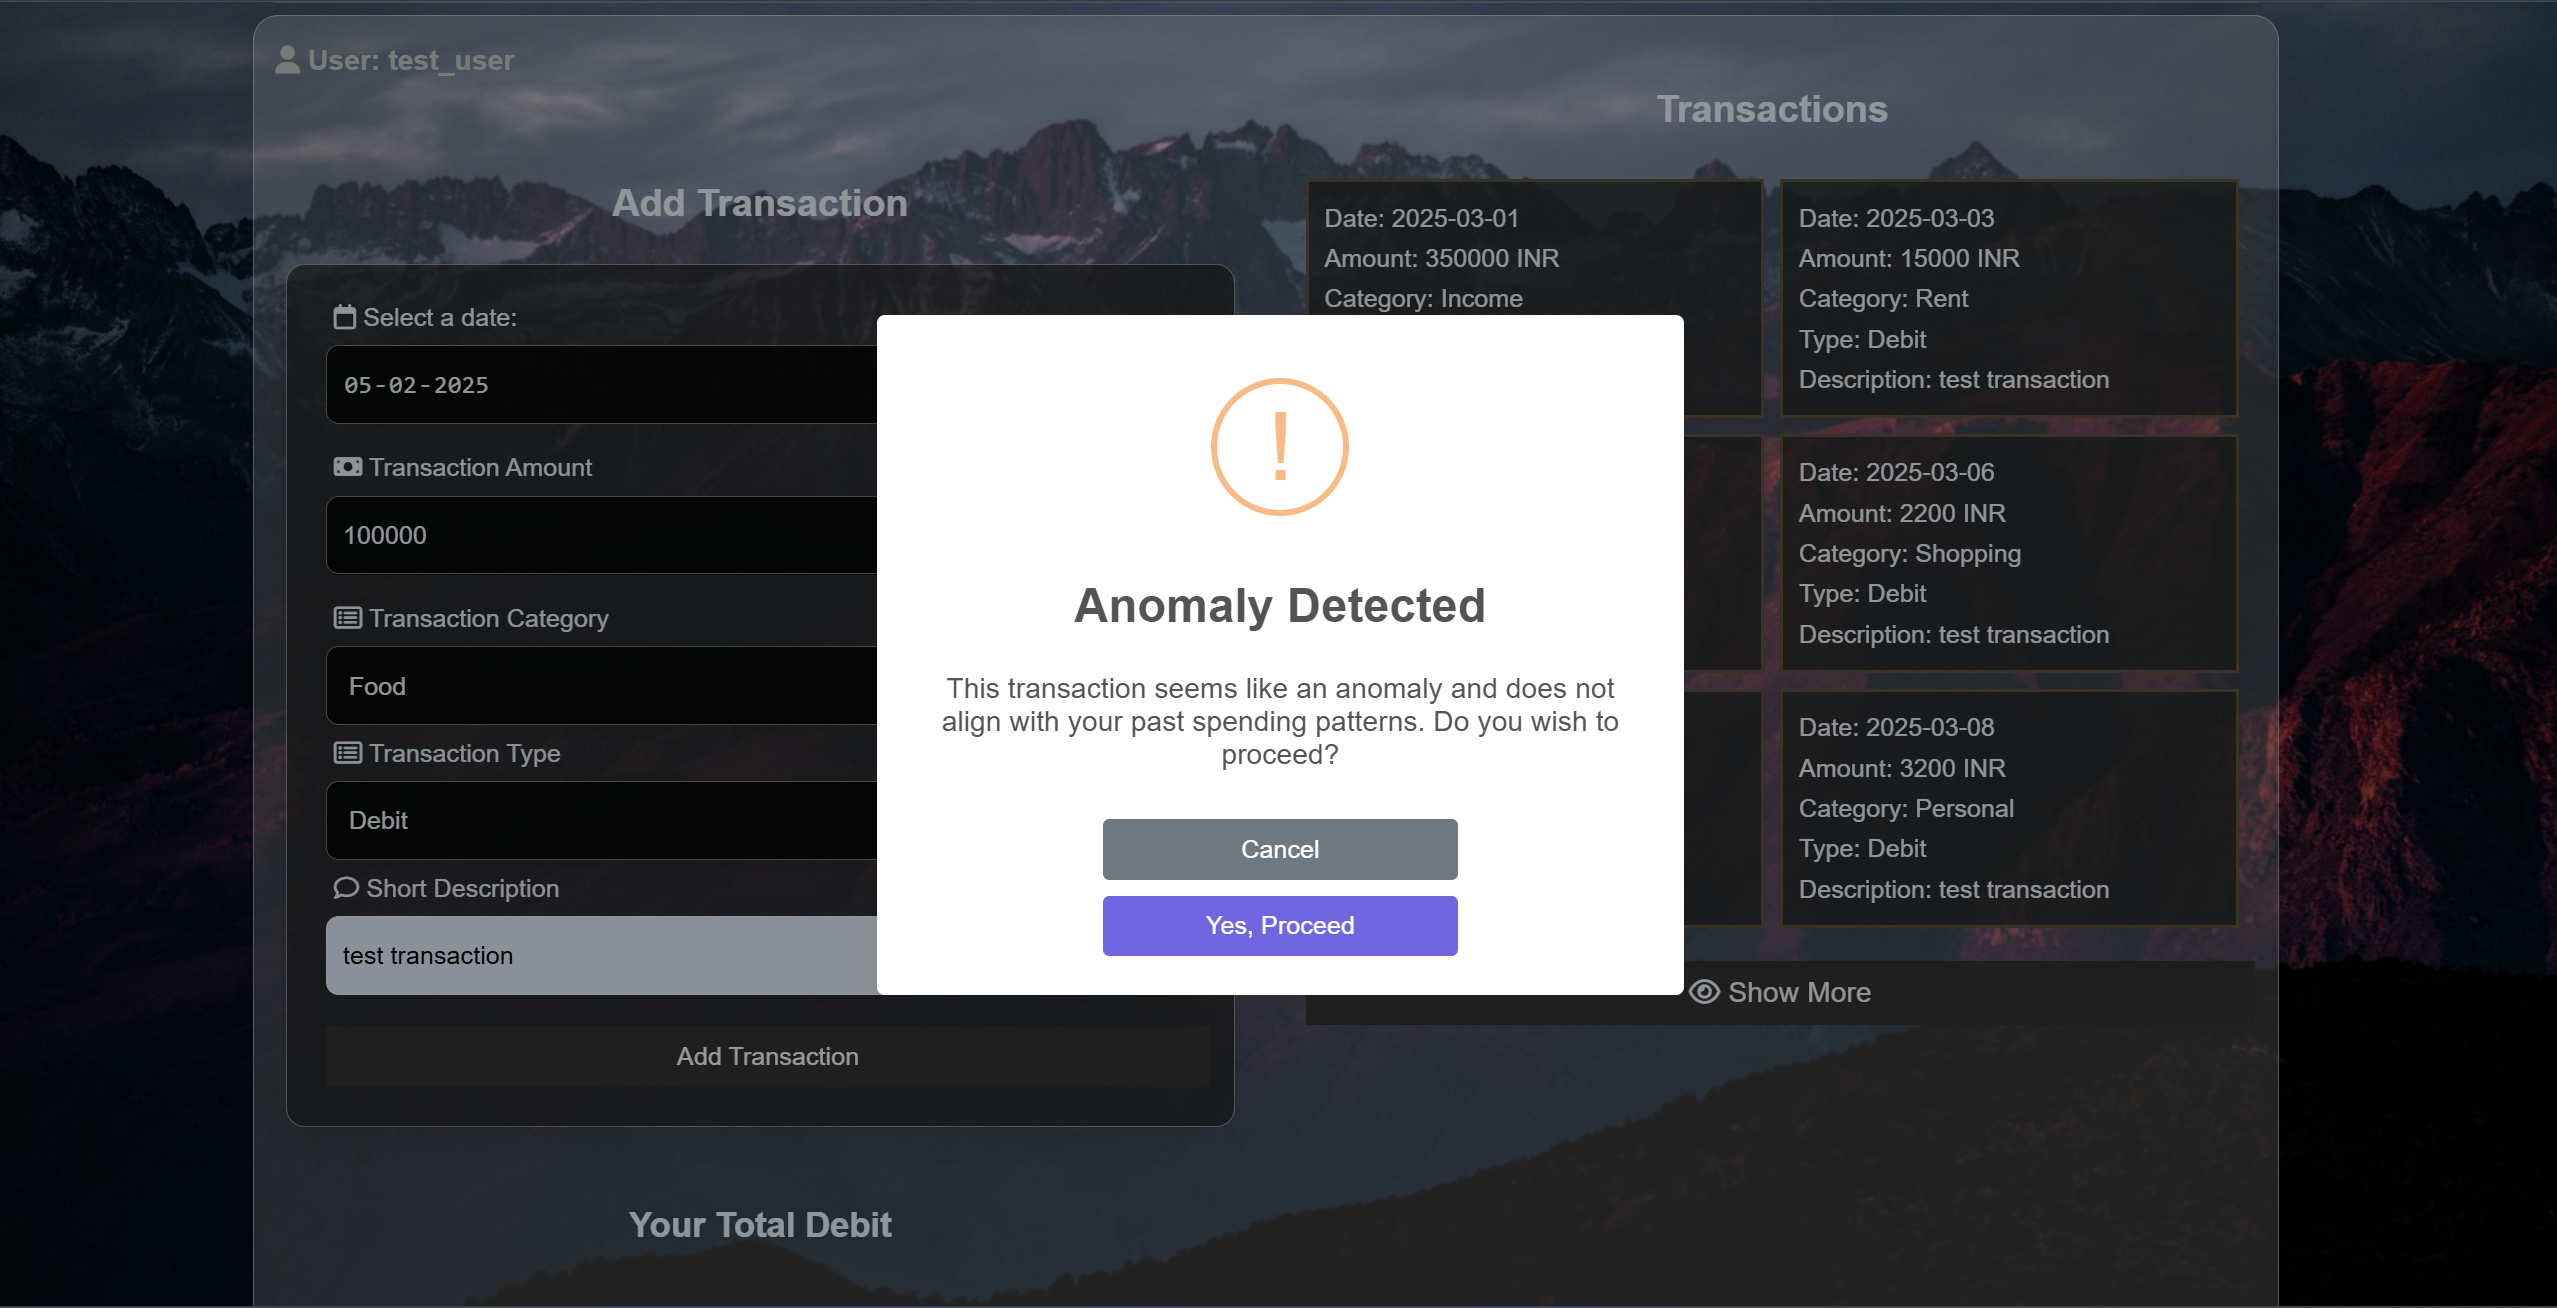 User: test_user
Add Transaction
Select a date:
05-02-2025
Transaction Amount
100000
Transaction Category
Food
Transaction Type
Debit
Short Description
test transaction
Add Transaction
Your Total Debit
Anomaly Detected
This transaction seems like an anomaly and does not
align with your past spending patterns. Do you wish to
proceed?
Cancel
Yes, Proceed
Transactions
Date: 2025-03-01
Amount: 350000 INR
Category: Income
Date: 2025-03-03
Amount: 15000 INR
Category: Rent
Type: Debit
Description: test transaction
Date: 2025-03-06
Amount: 2200 INR
Category: Shopping
Type: Debit
Description: test transaction
Date: 2025-03-08
Amount: 3200 INR
Category: Personal
Type: Debit
Description: test transaction
Show More